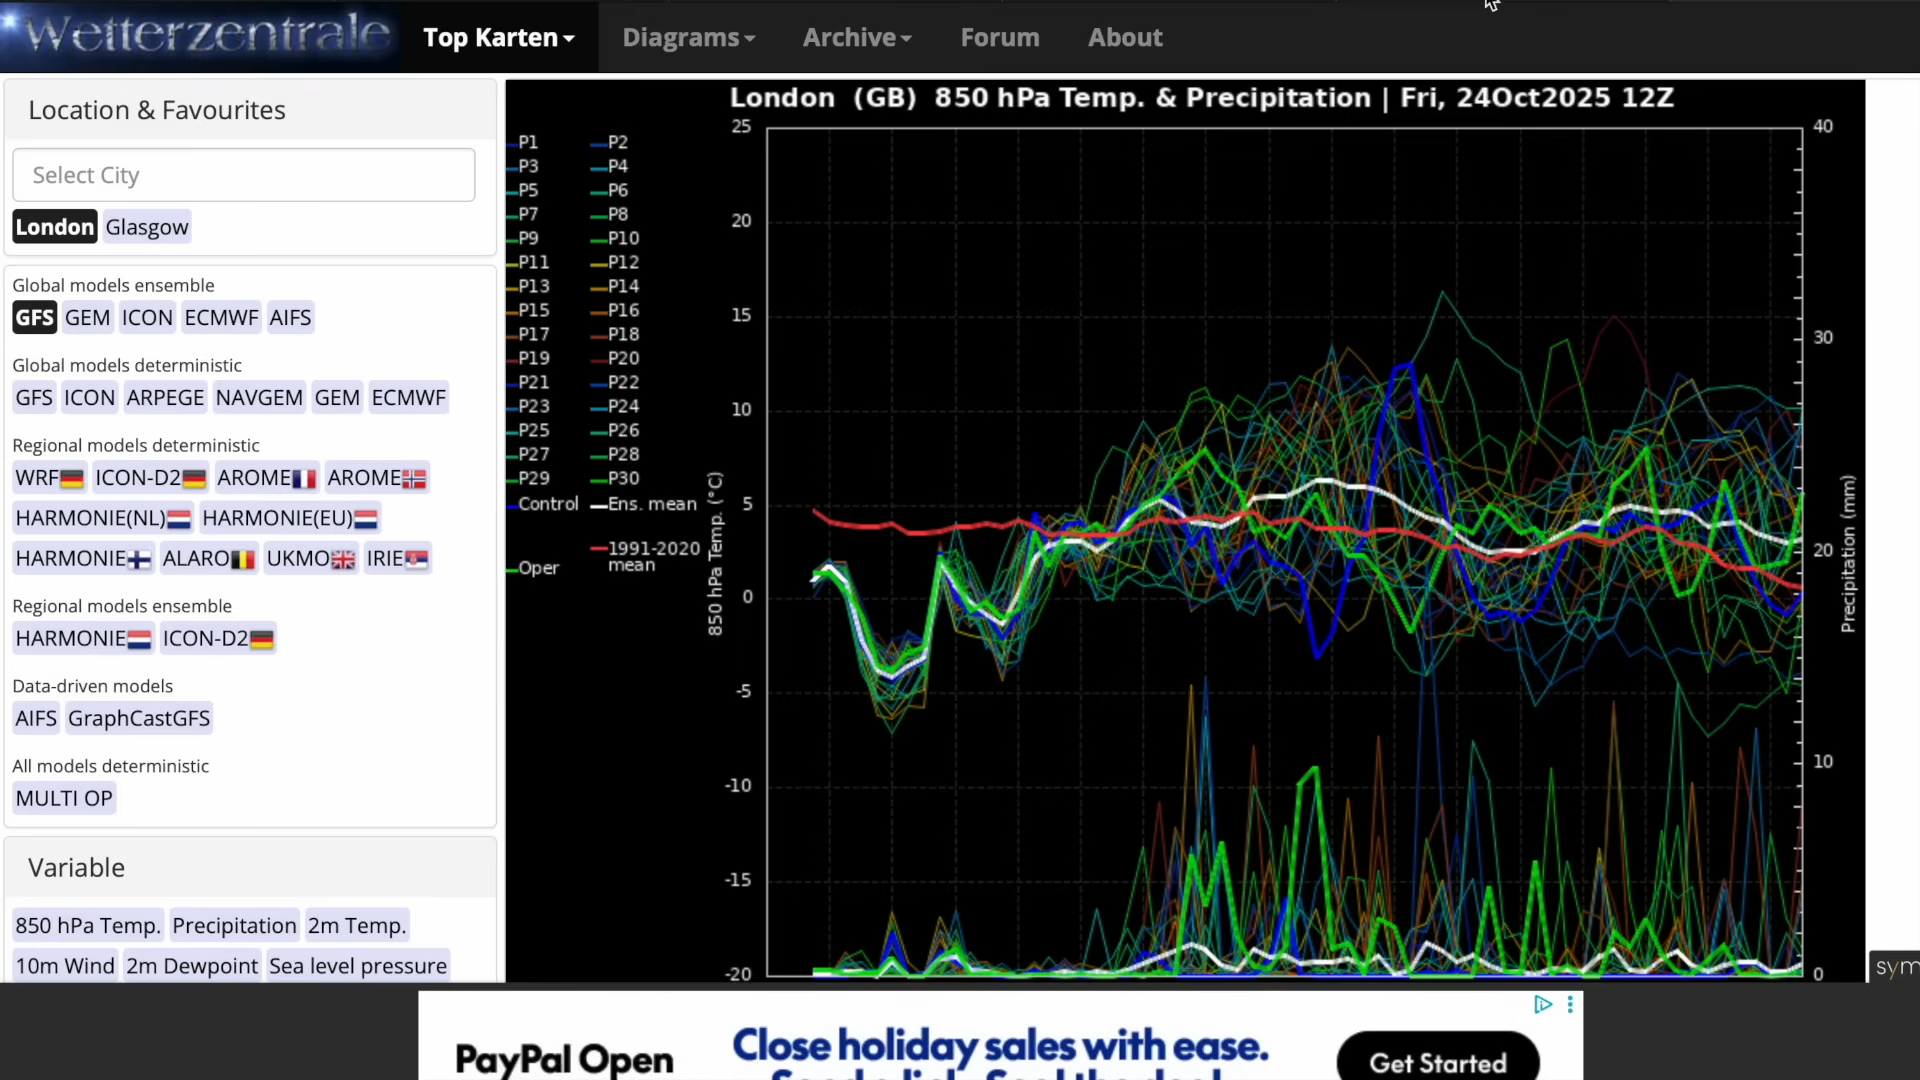 Wetterzentrale
Top Karten
Diagrams
Archive
Forum
About
Location & Favourites
Select City
London Glasgow
Global models ensemble
GFS GEM ICON ECMWF AIFS
Global models deterministic
GFS ICON ARPEGE NAVGEM GEM ECMWF
Regional models deterministic
WRF ICON-D2 AROME AROME
HARMONIE(NL) HARMONIE(EU)
HARMONIE ALARO UKMO IRIE
Regional models ensemble
HARMONIE ICON-D2
Data-driven models
AIFS GraphCastGFS
All models deterministic
MULTI OP
Variable
850 hPa Temp. Precipitation 2m Temp.
10m Wind 2m Dewpoint Sea level pressure
London (GB) 850 hPa Temp. & Precipitation | Fri, 24Oct2025 12Z
P1 P2
P3 P4
P5 P6
P7 P8
P9 P10
P11 P12
P13 P14
P15 P16
P17 P18
P19 P20
P21 P22
P23 P24
P25 P26
P27 P28
P29 P30
Control Ens. mean
Oper 1991-2020
mean
850 hPa Temp. (°C)
25
20
15
10
5
0
-5
-10
-15
-20
40
30
20
10
0
Precipitation (mm)
sym
PayPal Open
Close holiday sales with ease.
Get Started